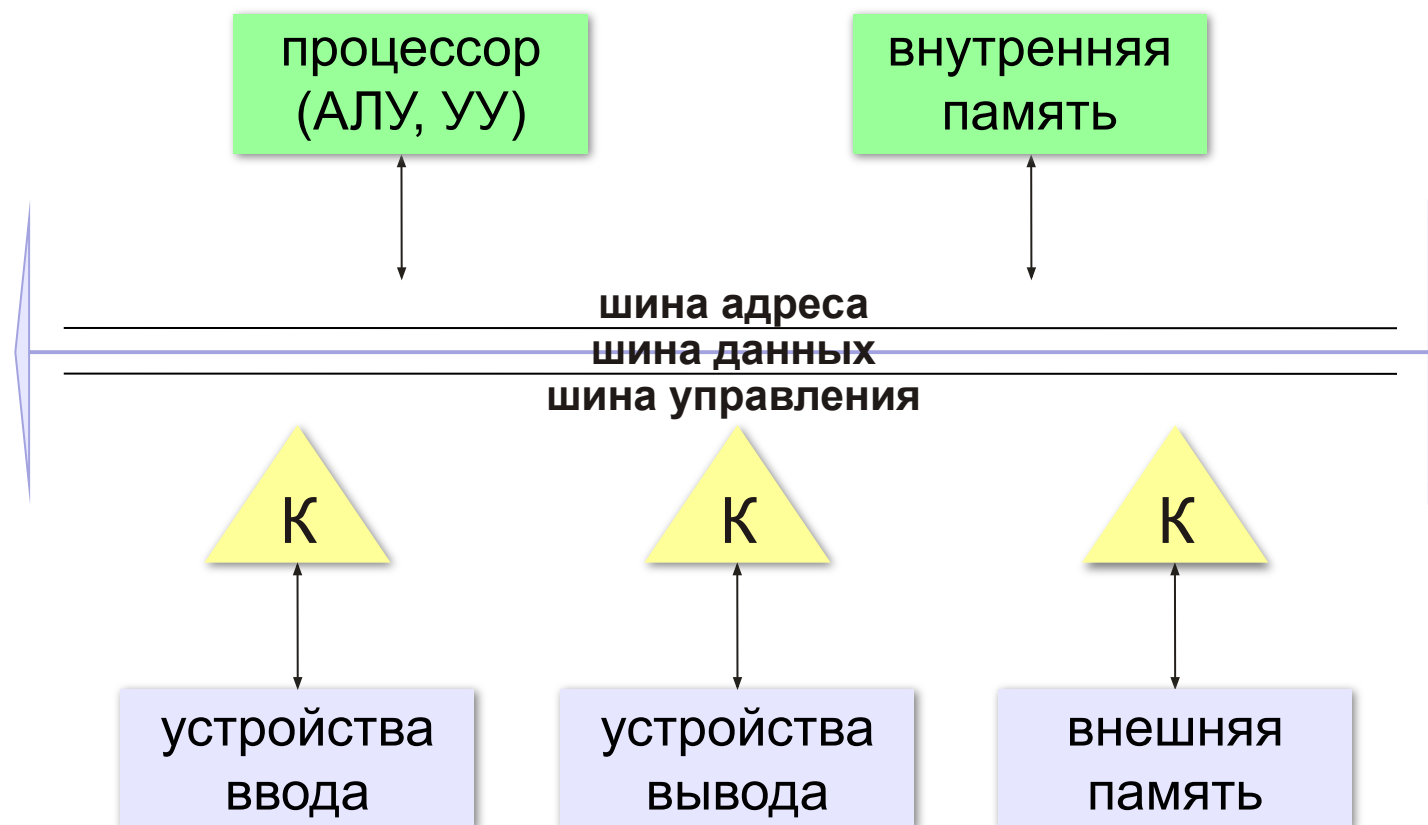 процессор
(АЛУ, УУ)
внутренняя
память
шина адреса
шина данных
шина управления
К
К
К
устройства
ввода
устройства
вывода
внешняя
память